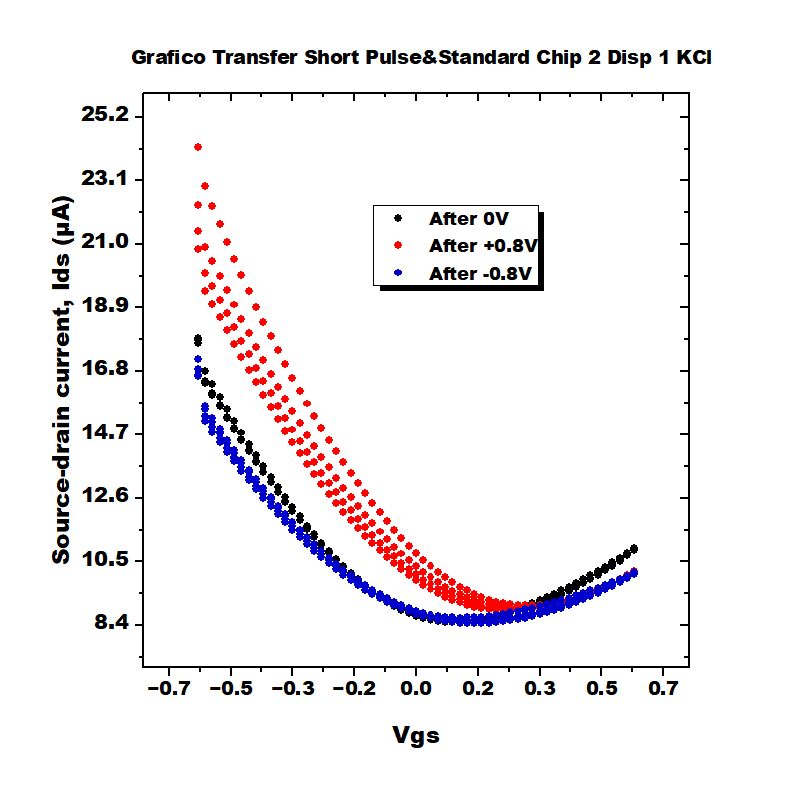 Grafico Transfer Short Pulse&Standard Chip 2 Disp 1 KCl
25.2
23.1
21.0
18.9
16.8
14.7
12.6
10.5
8.4
Source-drain current, Ids (µA)
After 0V
After +0.8V
After -0.8V
−0.7 −0.5 −0.3 −0.2 0.0 0.2 0.3 0.5 0.7
Vgs